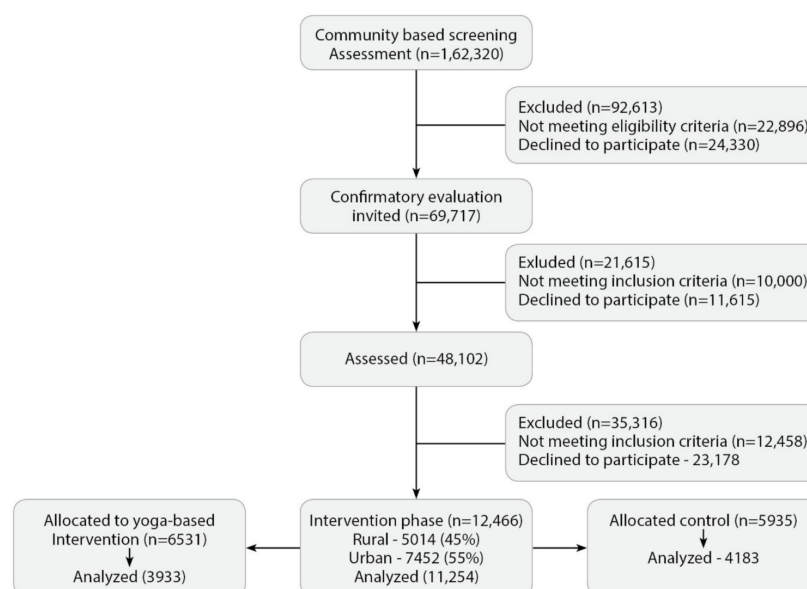 Community based screening
Assessment (n=1,62,320)
Excluded (n=92,613)
Not meeting eligibility criteria (n=22,896)
Declined to participate (n=24,330)
Confirmatory evaluation
invited (n=69,717)
Exluded (n=21,615)
Not meeting inclusion criteria (n=10,000)
Declined to participate (n=11,615)
Assessed (n=48,102)
Excluded (n=35,316)
Not meeting inclusion criteria (n=12,458)
Declined to participate - 23,178
Allocated to yoga-based
Intervention (n=6531)
Analyzed (3933)
Intervention phase (n=12,466)
Rural - 5014 (45%)
Urban - 7452 (55%)
Analyzed (11,254)
Allocated control (n=5935)
Analyzed - 4183